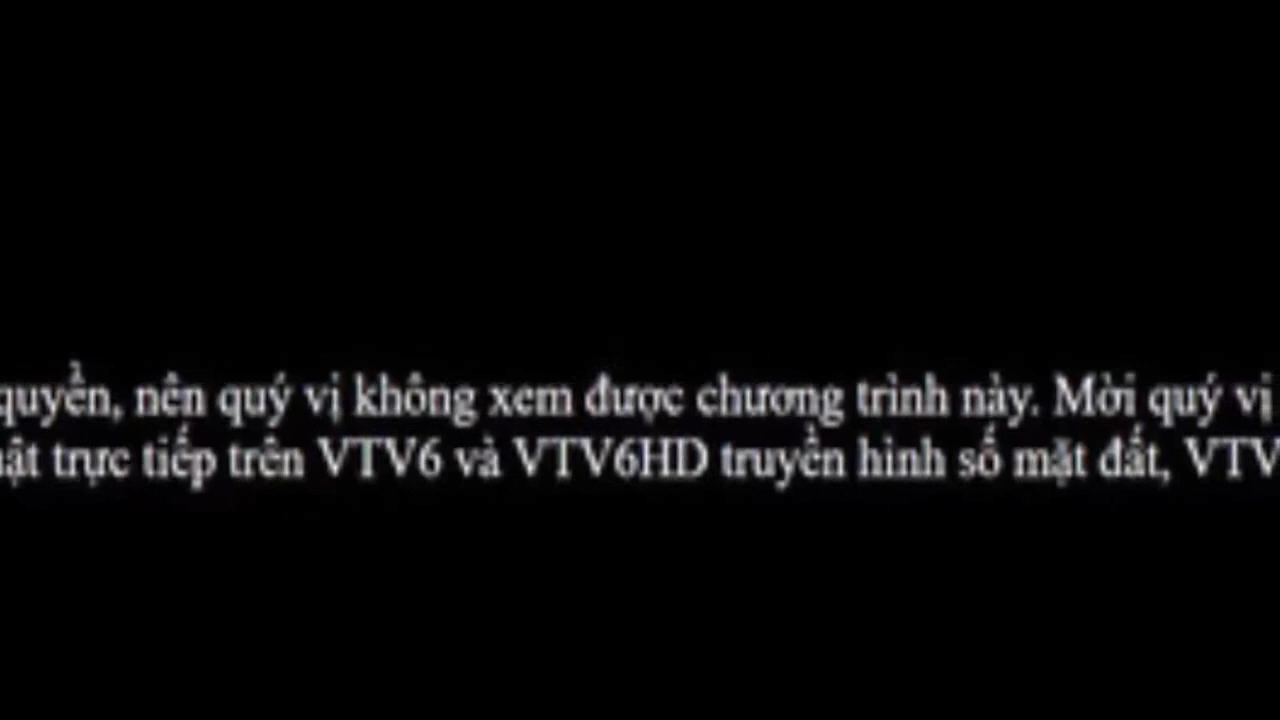 quyền, nên quý vị không xem được chương trình này. Mời quý vị
trực tiếp trên VTV6 và VTV6HD truyền hình số mặt đất, VTV